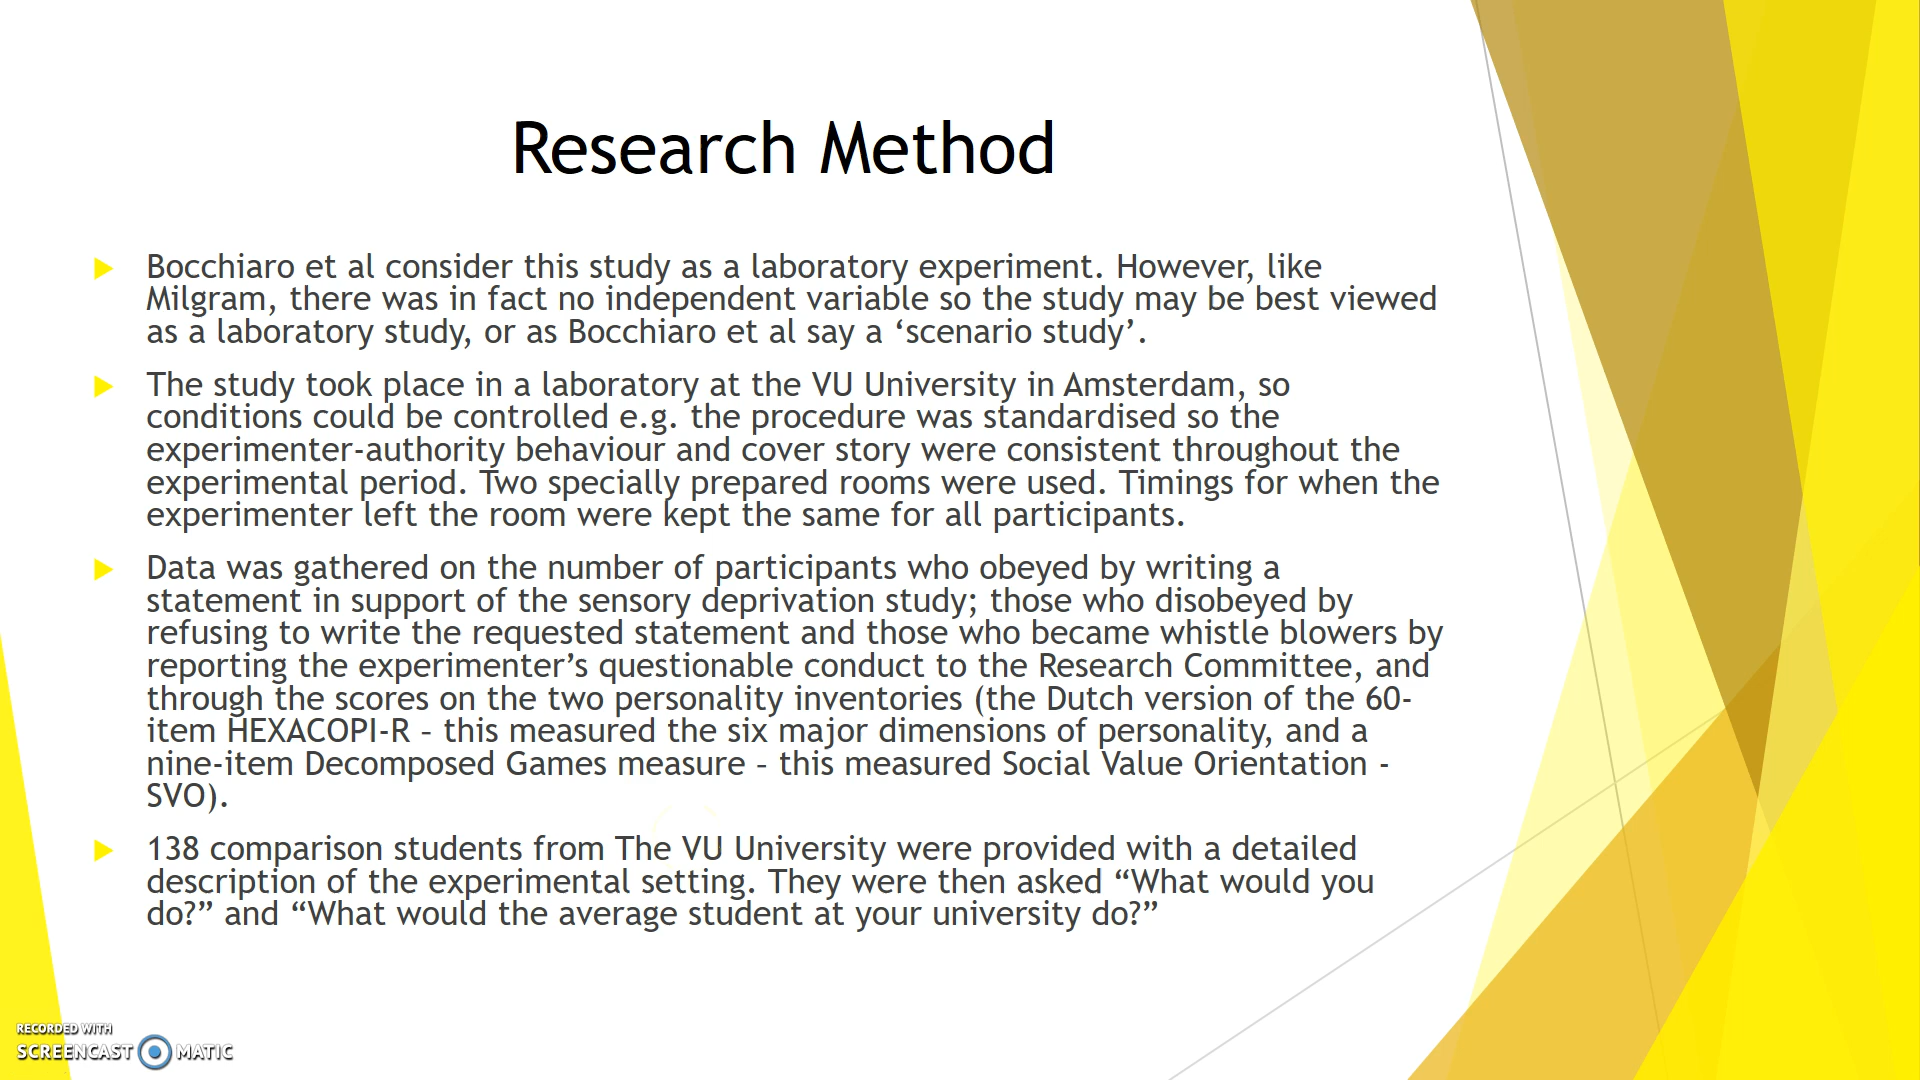 Research Method
Bocchiaro et al consider this study as a laboratory experiment. However, like
Milgram, there was in fact no independent variable so the study may be best viewed
as a laboratory study, or as Bocchiaro et al say a ‘scenario study’.
The study took place in a laboratory at the VU University in Amsterdam, so
conditions could be controlled e.g. the procedure was standardised so the
experimenter-authority behaviour and cover story were consistent throughout the
experimental period. Two specially prepared rooms were used. Timings for when the
experimenter left the room were kept the same for all participants.
Data was gathered on the number of participants who obeyed by writing a
statement in support of the sensory deprivation study; those who disobeyed by
refusing to write the requested statement and those who became whistle blowers by
reporting the experimenter’s questionable conduct to the Research Committee, and
through the scores on the two personality inventories (the Dutch version of the 60-
item HEXACOPI-R – this measured the six major dimensions of personality, and a
nine-item Decomposed Games measure – this measured Social Value Orientation -
SVO).
138 comparison students from The VU University were provided with a detailed
description of the experimental setting. They were then asked “What would you
do?” and “What would the average student at your university do?”
RECORDED WITH
SCREENCAST MATIC